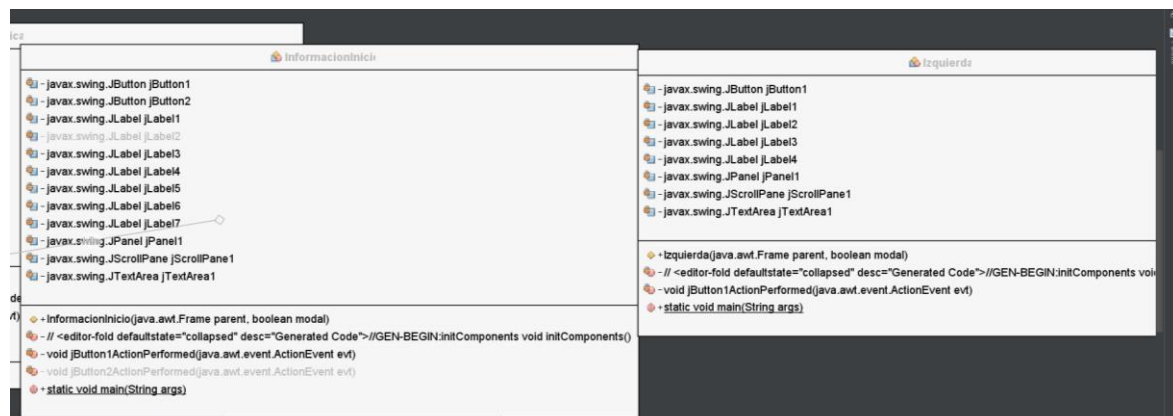 ica
InformacionInicio
- javax.swing.JButton jButton1
- javax.swing.JButton jButton2
- javax.swing.JLabel jLabel1
- javax.swing.JLabel jLabel2
- javax.swing.JLabel jLabel3
- javax.swing.JLabel jLabel4
- javax.swing.JLabel jLabel5
- javax.swing.JLabel jLabel6
- javax.swing.JLabel jLabel7
- javax.swing.JPanel jPanel1
- javax.swing.JScrollPane jScrollPane1
- javax.swing.JTextArea jTextArea1
de
+ InformacionInicio(java.awt.Frame parent, boolean modal)
- // <editor-fold defaultstate="collapsed" desc="Generated Code">//GEN-BEGIN:initComponents void initComponents()
- void jButton1ActionPerformed(java.awt.event.ActionEvent evt)
- void jButton2ActionPerformed(java.awt.event.ActionEvent evt)
+ static void main(String args)
Izquierda
- javax.swing.JButton jButton1
- javax.swing.JLabel jLabel1
- javax.swing.JLabel jLabel2
- javax.swing.JLabel jLabel3
- javax.swing.JLabel jLabel4
- javax.swing.JPanel jPanel1
- javax.swing.JScrollPane jScrollPane1
- javax.swing.JTextArea jTextArea1
+ Izquierda(java.awt.Frame parent, boolean modal)
- // <editor-fold defaultstate="collapsed" desc="Generated Code">//GEN-BEGIN:initComponents voi
- void jButton1ActionPerformed(java.awt.event.ActionEvent evt)
+ static void main(String args)